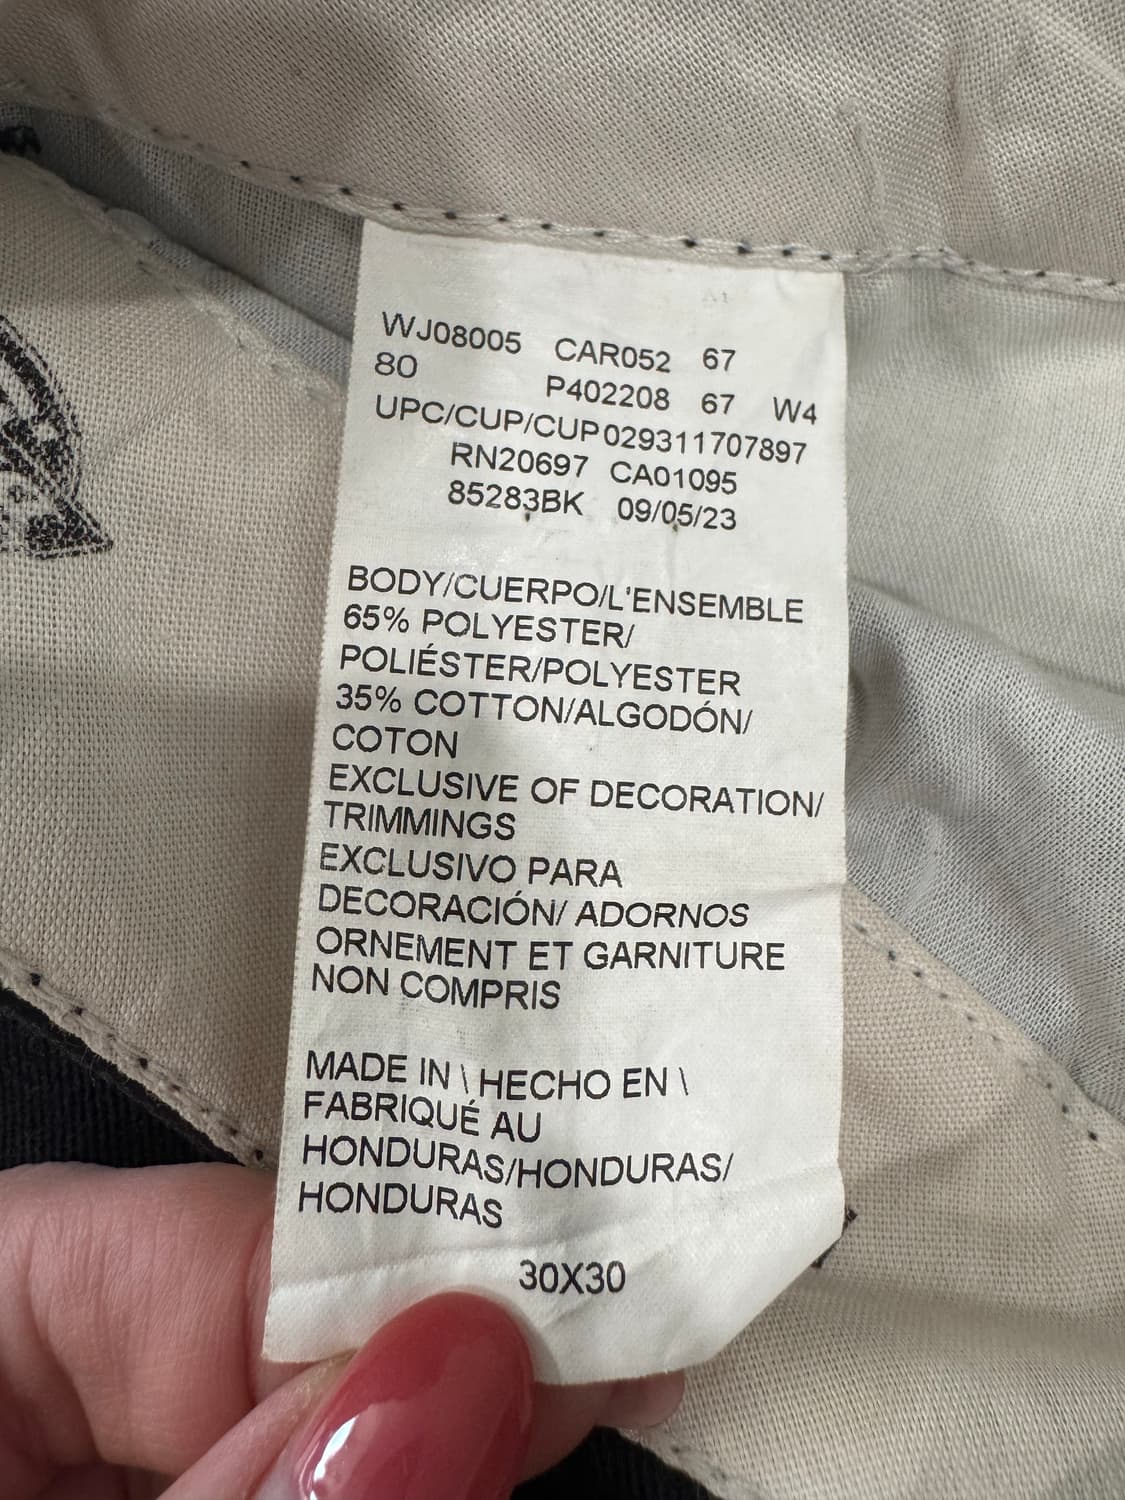 WJ08005 CAR052 67
80 P402208 67 W4
UPC/CUP/CUP029311707897
RN20697 CA01095
85283BK 09/05/23
BODY/CUERPO/L'ENSEMBLE
65% POLYESTER/
POLIÉSTER/POLYESTER
35% COTTON/ALGODÓN/
COTON
EXCLUSIVE OF DECORATION/
TRIMMINGS
EXCLUSIVO PARA
DECORACIÓN/ ADORNOS
ORNEMENT ET GARNITURE
NON COMPRIS
MADE IN \ HECHO EN \
FABRIQUÉ AU
HONDURAS/HONDURAS/
HONDURAS
30X30